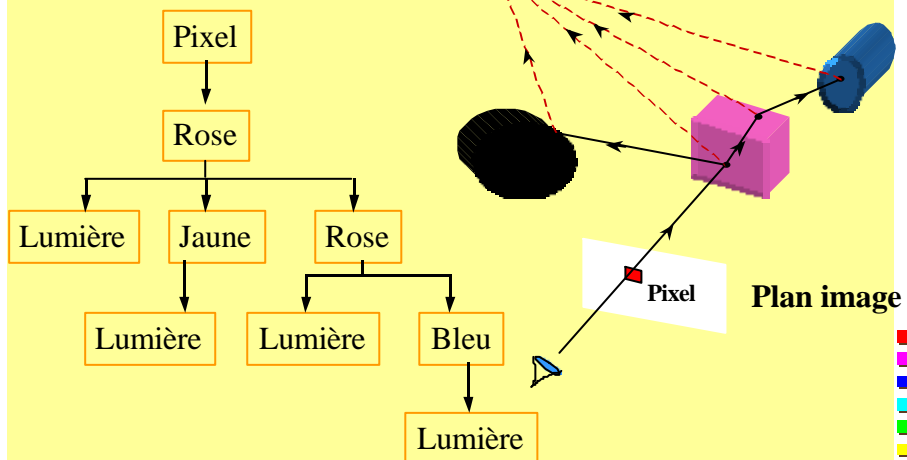 Pixel
Rose
Lumière Jaune Rose
Lumière Lumière Bleu
Lumière
Pixel
Plan image